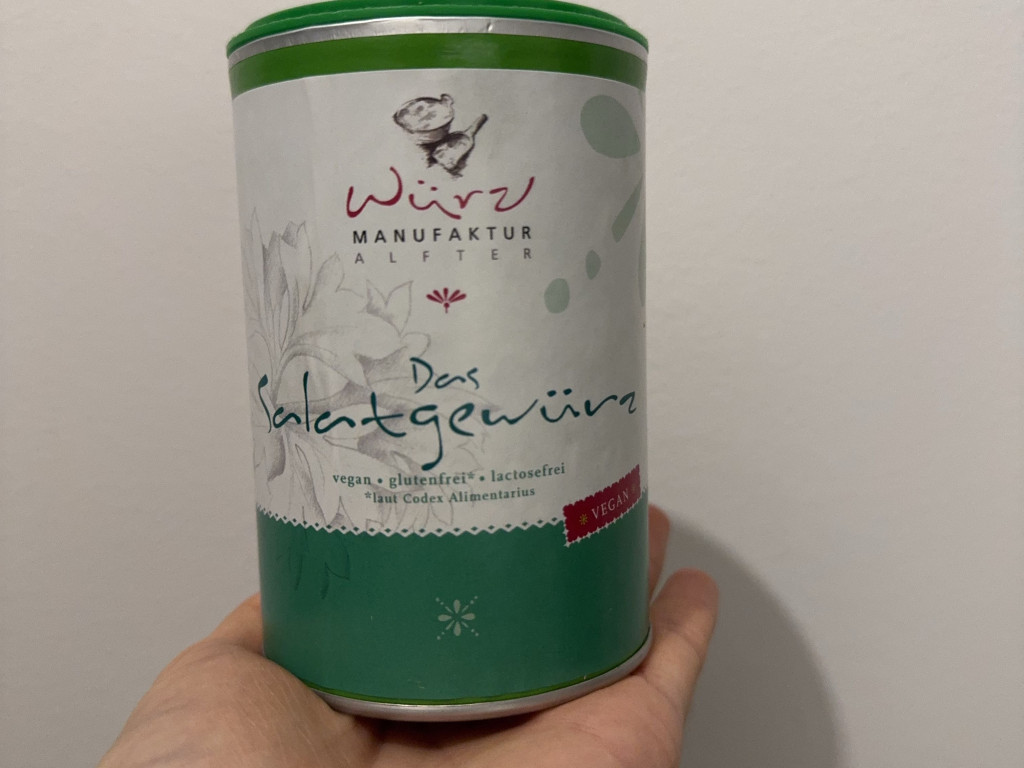 Würz
MANUFAKTUR
ALFTER
Das
Salatgewürz
vegan • glutenfrei* • lactosefrei
*laut Codex Alimentarius
* VEGAN